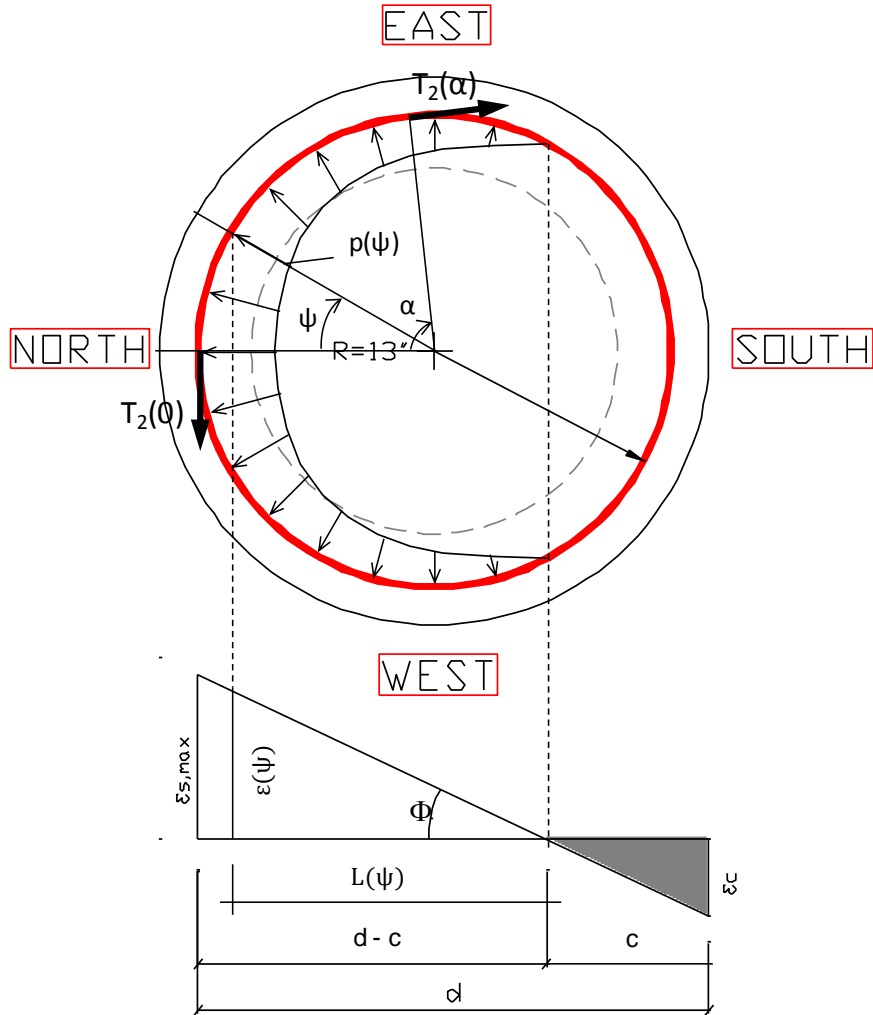 EAST
T₂(α)
p(ψ)
ψ
α
NORTH
R=13"
SOUTH
T₂(0)
WEST
εs,max
ε(ψ)
Φ
L(ψ)
εc
d - c
c
d